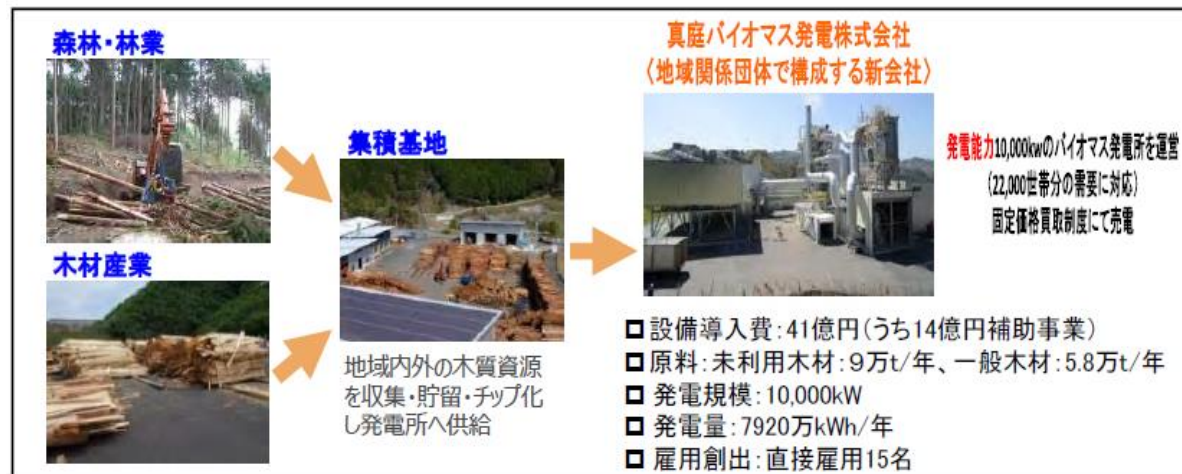 森林・林業
木材産業
集積基地
地域内外の木質資源
を収集・貯留・チップ化
し発電所へ供給
真庭バイオマス発電株式会社
〈地域関係団体で構成する新会社〉
発電能力10,000kwのバイオマス発電所を運営
(22,000世帯分の需要に対応)
固定価格買取制度にて売電
設備導入費:41億円(うち14億円補助事業)
原料:未利用木材:9万t/年、一般木材:5.8万t/年
発電規模:10,000kW
発電量:7920万kWh/年
雇用創出:直接雇用15名